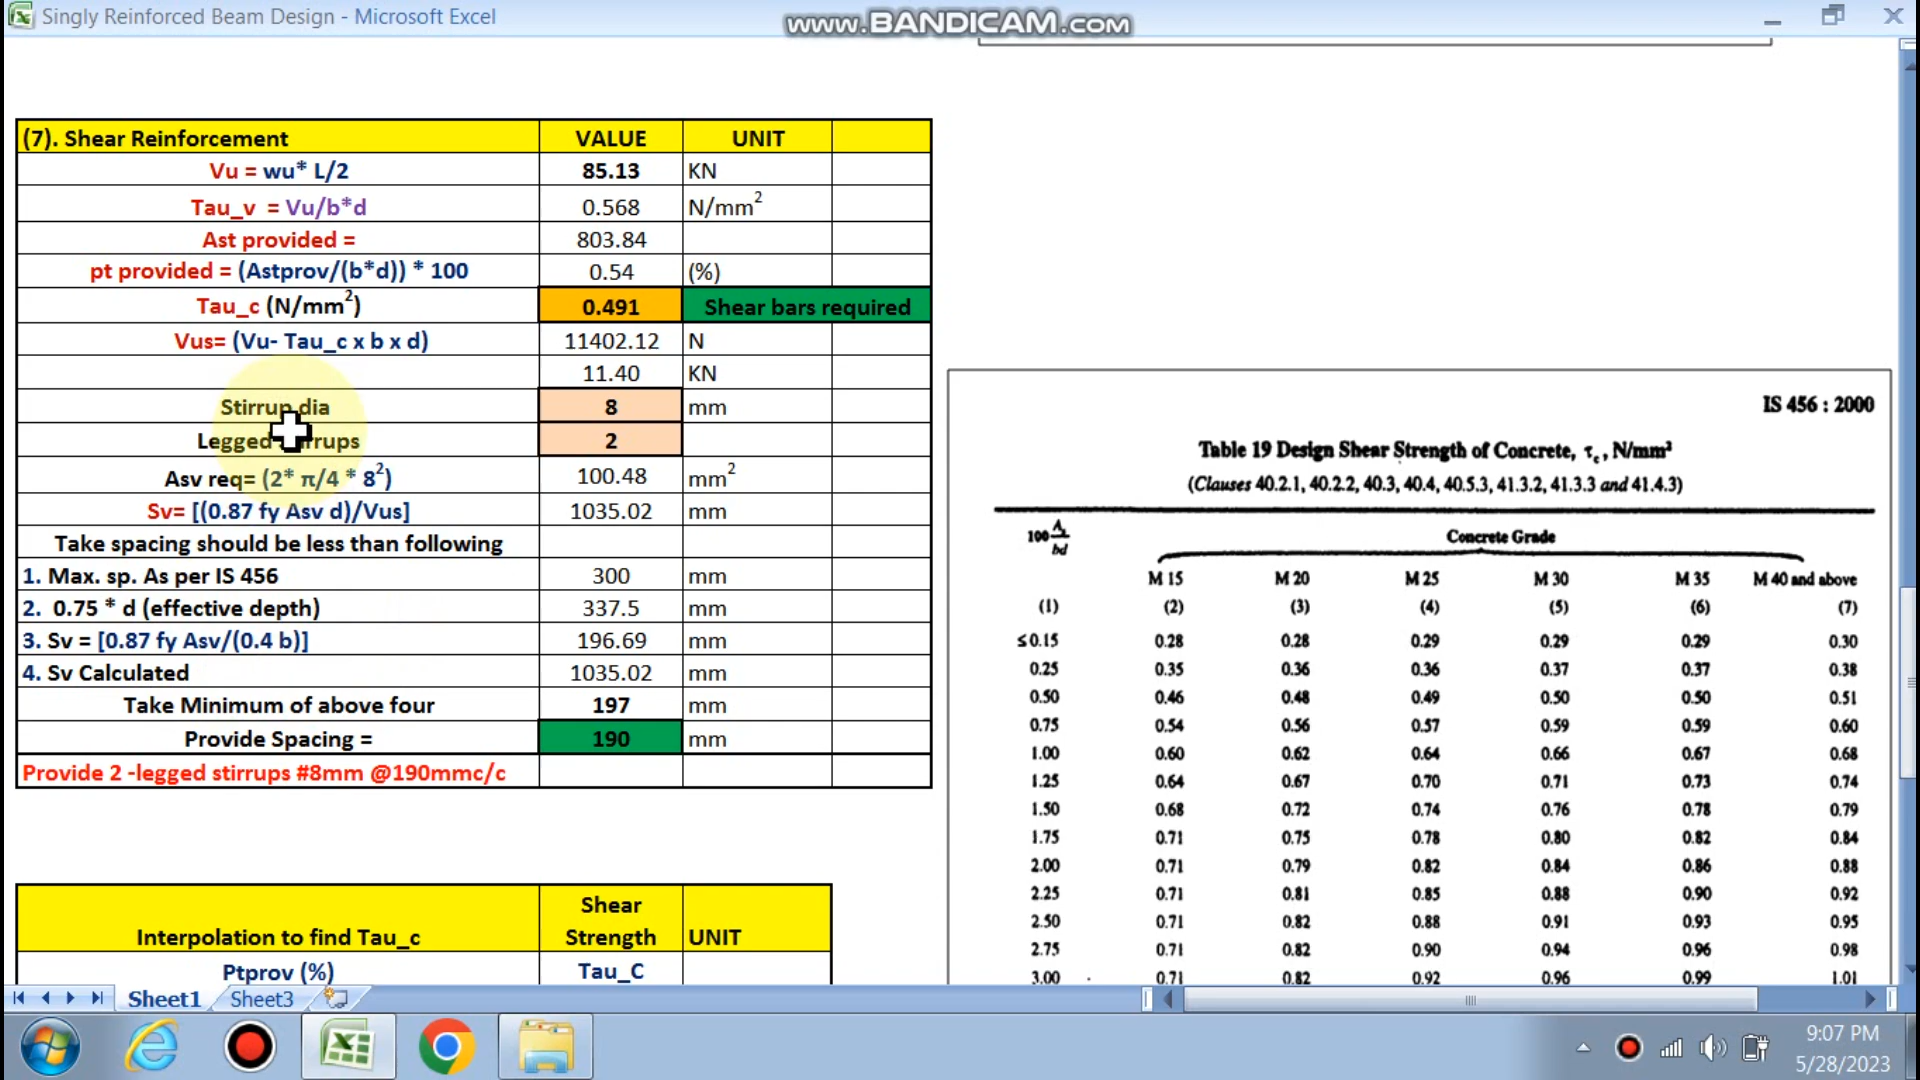 Singly Reinforced Beam Design - Microsoft Excel
www.BANDICAM.com
(7). Shear Reinforcement VALUE UNIT
Vu = wu* L/2 85.13 KN
Tau_v = Vu/b*d 0.568 N/mm²
Ast provided = 803.84
pt provided = (Astprov/(b*d)) * 100 0.54 (%)
Tau_c (N/mm²) 0.491 Shear bars required
Vus= (Vu- Tau_c x b x d) 11402.12 N
11.40 KN
Stirrup dia 8 mm
Legged 2
Asv req= (2* π/4 * 8²) 100.48 mm²
Sv= [(0.87 fy Asv d)/Vus] 1035.02 mm
Take spacing should be less than following
1. Max. sp. As per IS 456 300 mm
2. 0.75 * d (effective depth) 337.5 mm
3. Sv = [0.87 fy Asv/(0.4 b)] 196.69 mm
4. Sv Calculated 1035.02 mm
Take Minimum of above four 197 mm
Provide Spacing = 190 mm
Provide 2 -legged stirrups #8mm @190mmc/c
Interpolation to find Tau_c Shear Strength UNIT
Ptprov (%) Tau_C
IS 456 : 2000
Table 19 Design Shear Strength of Concrete, τc, N/mm²
(Clauses 40.2.1, 40.2.2, 40.3, 40.4, 40.5.3, 41.3.2, 41.3.3 and 41.4.3)
100 As/bd Concrete Grade
M 15 M 20 M 25 M 30 M 35 M 40 and above
(1) (2) (3) (4) (5) (6) (7)
≤0.15 0.28 0.28 0.29 0.29 0.29 0.30
0.25 0.35 0.36 0.36 0.37 0.37 0.38
0.50 0.46 0.48 0.49 0.50 0.50 0.51
0.75 0.54 0.56 0.57 0.59 0.59 0.60
1.00 0.60 0.62 0.64 0.66 0.67 0.68
1.25 0.64 0.67 0.70 0.71 0.73 0.74
1.50 0.68 0.72 0.74 0.76 0.78 0.79
1.75 0.71 0.75 0.78 0.80 0.82 0.84
2.00 0.71 0.79 0.82 0.84 0.86 0.88
2.25 0.71 0.81 0.85 0.88 0.90 0.92
2.50 0.71 0.82 0.88 0.91 0.93 0.95
2.75 0.71 0.82 0.90 0.94 0.96 0.98
3.00 0.71 0.82 0.92 0.96 0.99 1.01
Sheet1 Sheet3
9:07 PM
5/28/2023